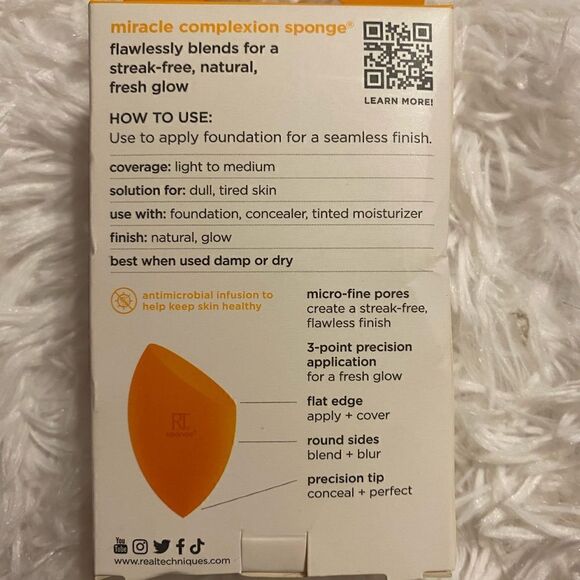 miracle complexion sponge®
flawlessly blends for a
streak-free, natural,
fresh glow
LEARN MORE!
HOW TO USE:
Use to apply foundation for a seamless finish.
coverage: light to medium
solution for: dull, tired skin
use with: foundation, concealer, tinted moisturizer
finish: natural, glow
best when used damp or dry
antimicrobial infusion to
help keep skin healthy
micro-fine pores
create a streak-free,
flawless finish
3-point precision
application
for a fresh glow
flat edge
apply + cover
round sides
blend + blur
precision tip
conceal + perfect
RT
You
Tube
www.realtechniques.com